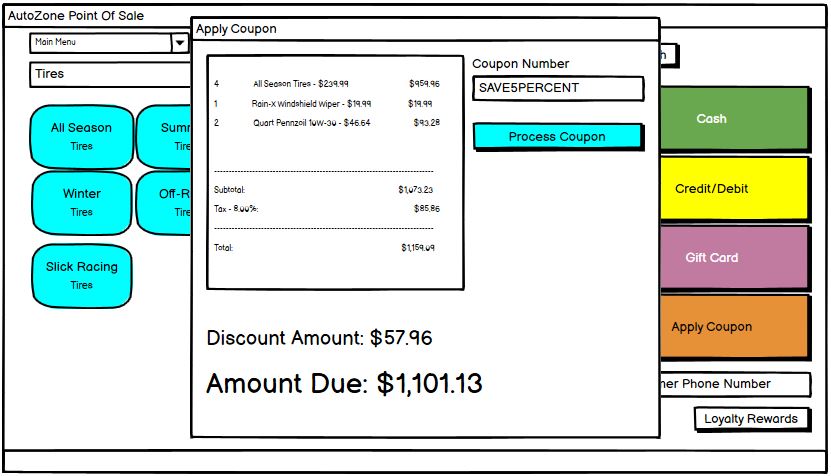 AutoZone Point Of Sale
Main Menu
Tires
All Season
Tires
Summ
Tire
Winter
Tires
Off-R
Tire
Slick Racing
Tires
Apply Coupon
4 All Season Tires - $239.99 $959.96
1 Rain-X Windshield Wiper - $19.99 $19.99
2 Quart Pennzoil 10W-30 - $46.64 $93.28
Subtotal: $1,073.23
Tax - 8.00%: $85.86
Total: $1,159.09
Coupon Number
SAVE5PERCENT
Process Coupon
Discount Amount: $57.96
Amount Due: $1,101.13
h
Cash
Credit/Debit
Gift Card
Apply Coupon
mer Phone Number
Loyalty Rewards